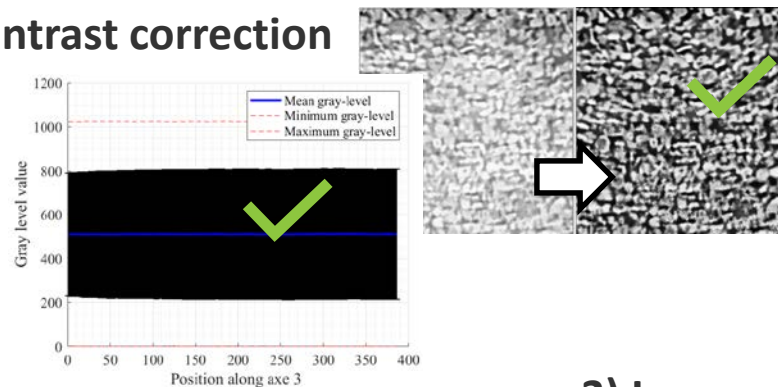 ntrast correction
1200
1000
800
600
400
200
0
Gray level value
Mean gray-level
Minimum gray-level
Maximum gray-level
0 50 100 150 200 250 300 350 400
Position along axe 3